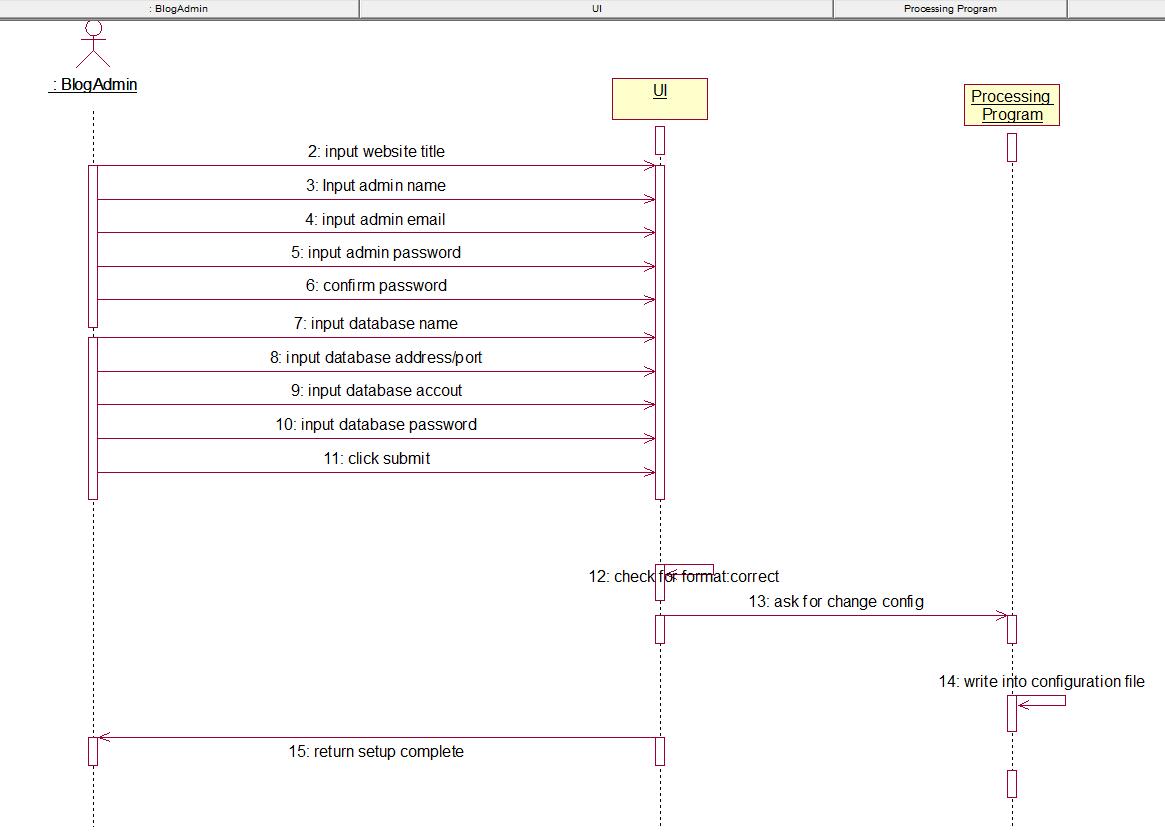 : BlogAdmin
UI
Processing Program
: BlogAdmin
UI
Processing
Program
2: input website title
3: Input admin name
4: input admin email
5: input admin password
6: confirm password
7: input database name
8: input database address/port
9: input database accout
10: input database password
11: click submit
12: check for format:correct
13: ask for change config
14: write into configuration file
15: return setup complete